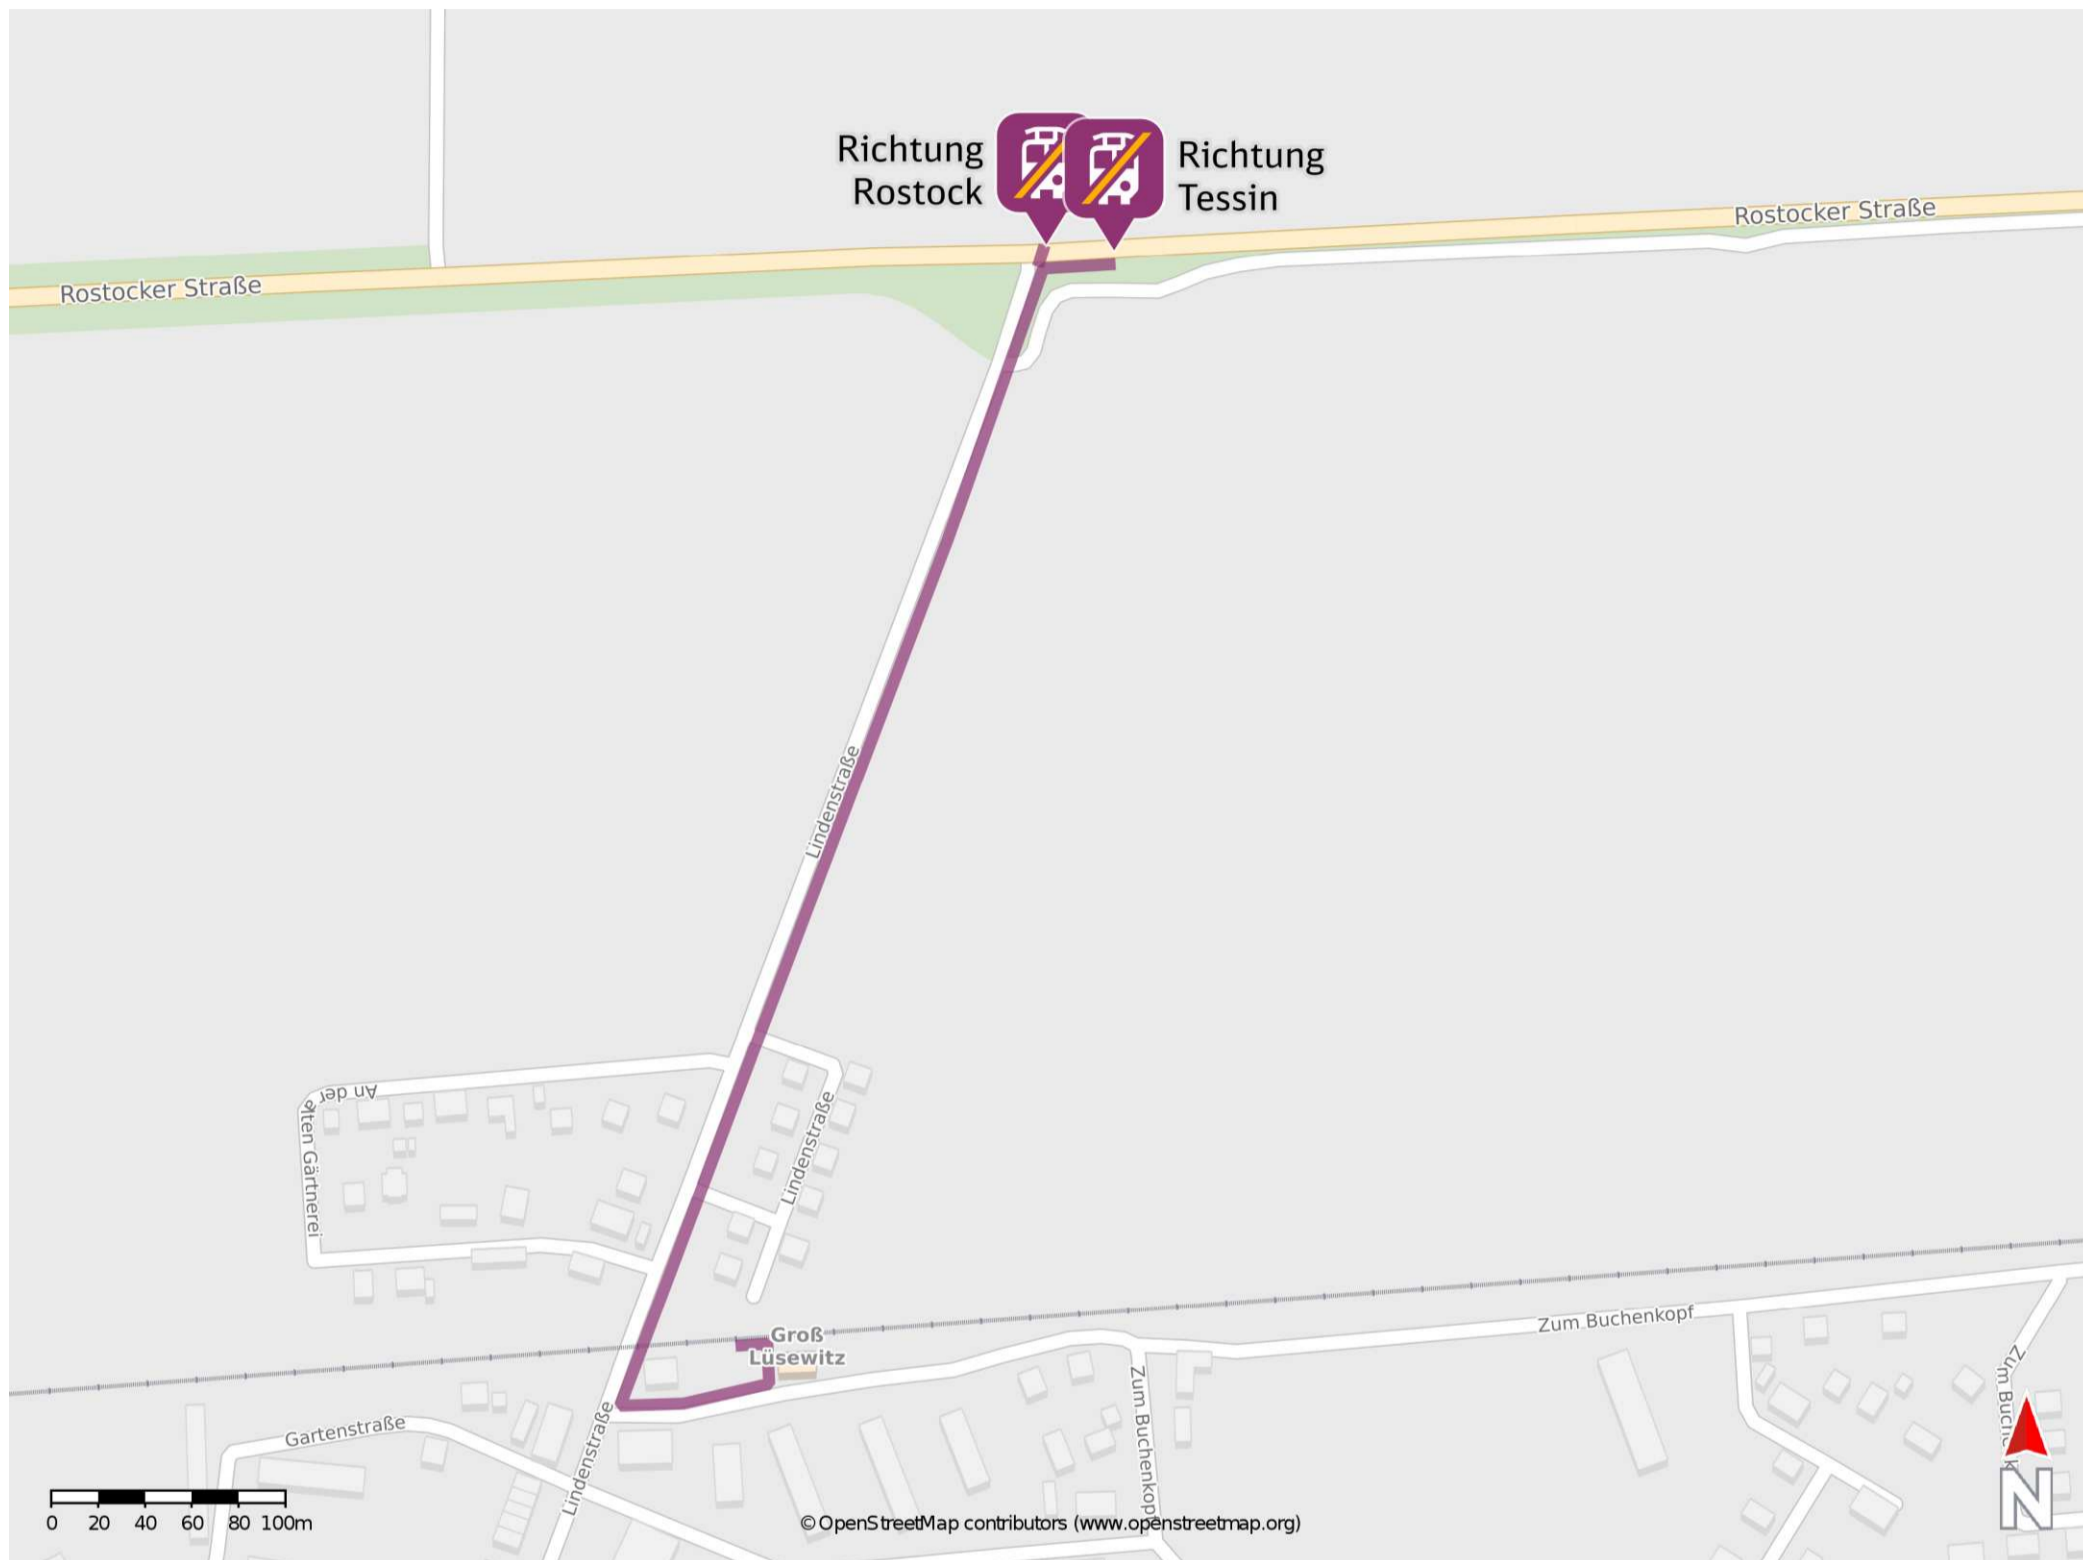 Richtung
Rostock
Richtung
Tessin
Rostocker Straße
Rostocker Straße
Lindenstraße
An der
alten Gärtnerei
Lindenstraße
Groß
Lüsewitz
Zum Buchenkopf
Zum Buchenkopf
Gartenstraße
Lindenstraße
0 20 40 60 80 100m
© OpenStreetMap contributors (www.openstreetmap.org)
N